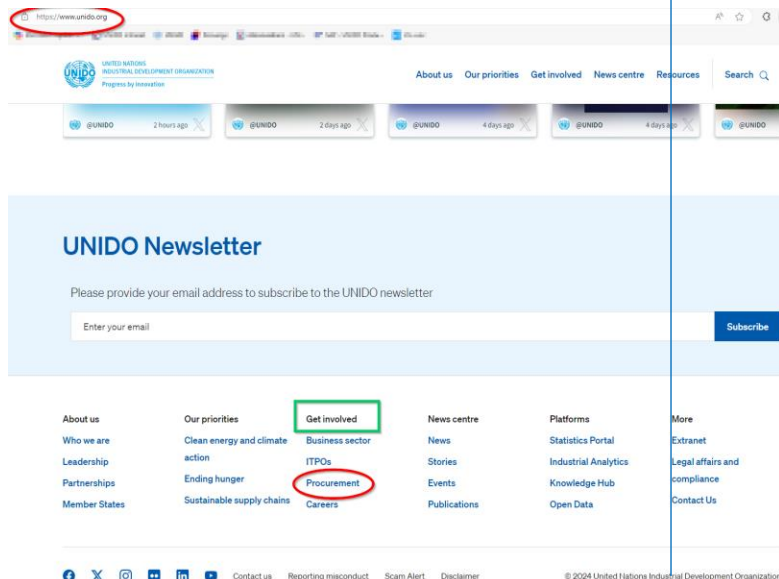 https://www.unido.org
UNITED NATIONS
INDUSTRIAL DEVELOPMENT ORGANIZATION
Progress by innovation
UNIDO
About us Our priorities Get involved News centre Resources Search
@UNIDO 2 hours ago @UNIDO 2 days ago @UNIDO 4 days ago @UNIDO 4 days ago @UNIDO
UNIDO Newsletter
Please provide your email address to subscribe to the UNIDO newsletter
Enter your email Subscribe
About us Our priorities Get involved News centre Platforms More
Who we are Clean energy and climate Business sector News Statistics Portal Extranet
Leadership action ITPOs Stories Industrial Analytics Legal affairs and
Partnerships Ending hunger Procurement Events Knowledge Hub compliance
Member States Sustainable supply chains Careers Publications Open Data Contact Us
Contact us Reporting misconduct Scam Alert Disclaimer © 2024 United Nations Industrial Development Organization